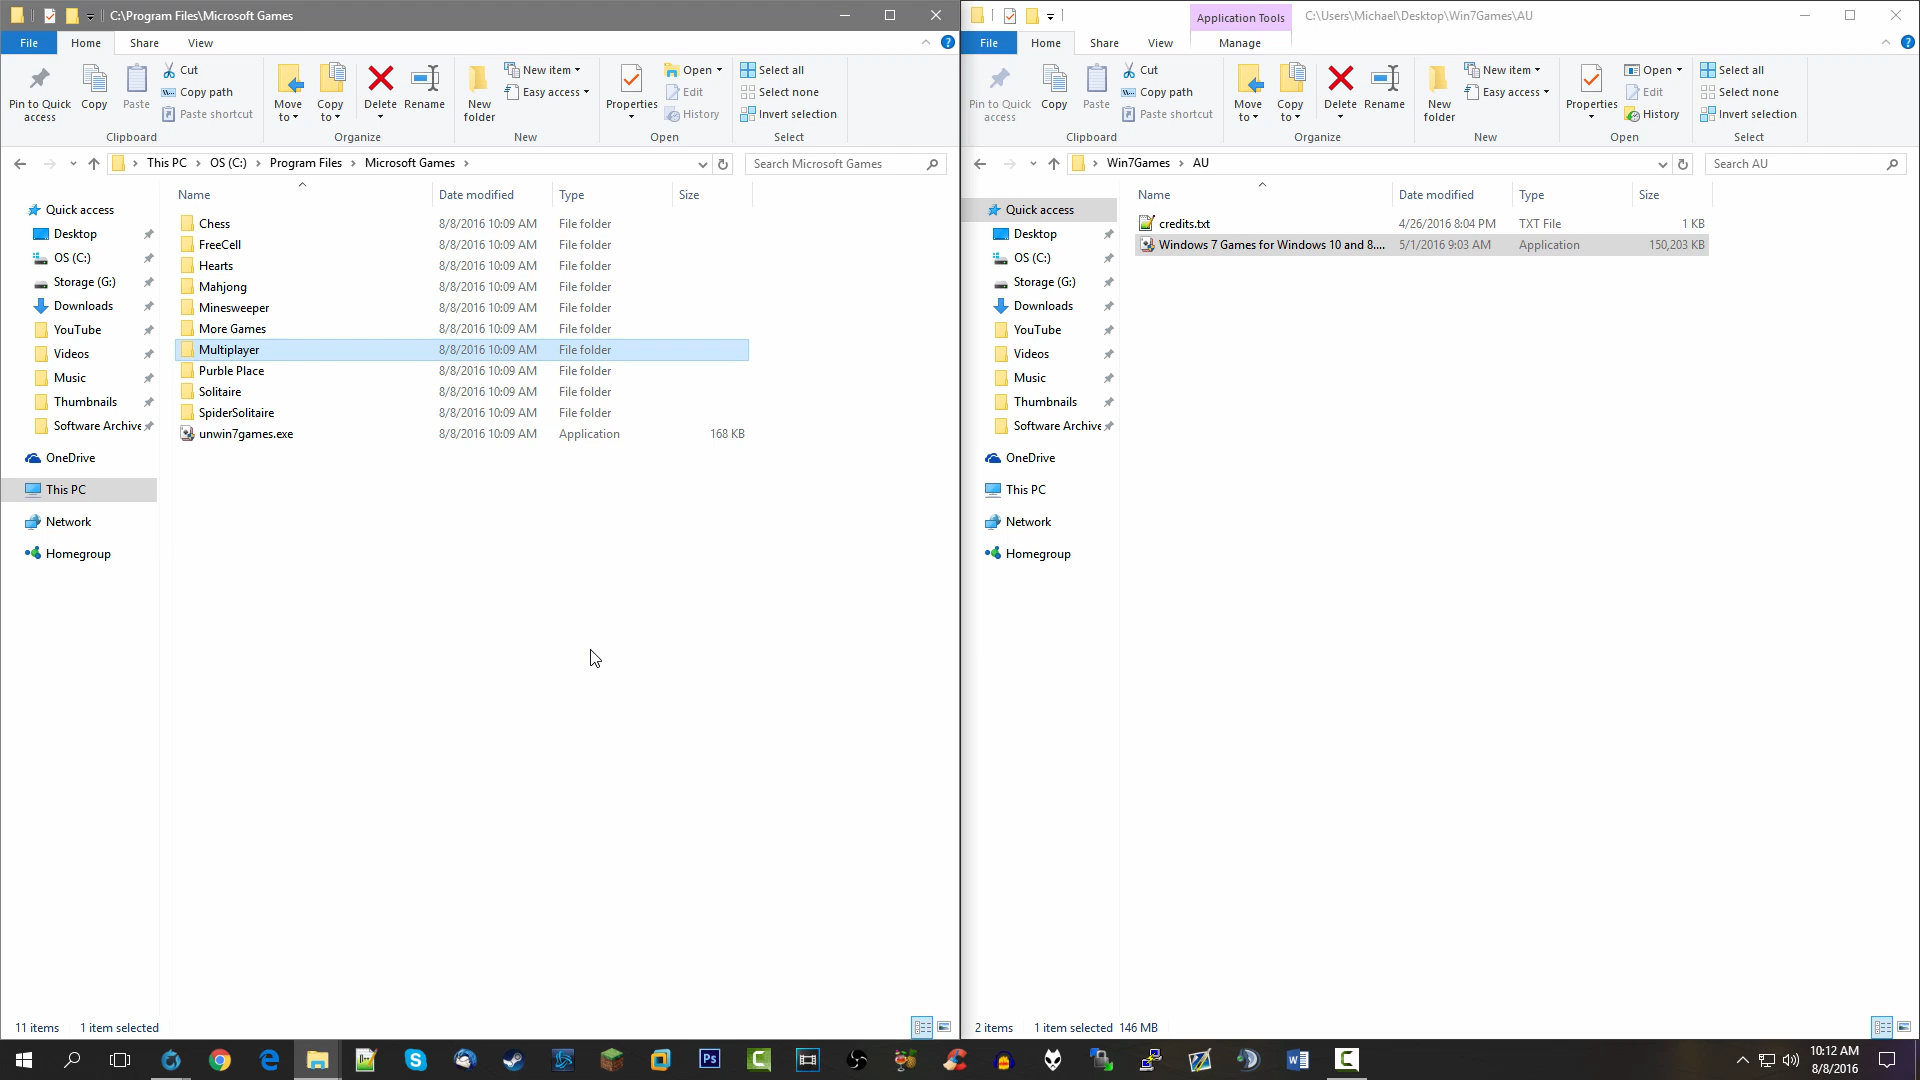 C:\Program Files\Microsoft Games
File Home Share View
Pin to Quick access
Copy
Paste
Cut
Copy path
Paste shortcut
Clipboard
Move to
Copy to
Delete
Rename
Organize
New folder
New item
Easy access
New
Properties
Open
Edit
History
Open
Select all
Select none
Invert selection
Select
This PC > OS (C:) > Program Files > Microsoft Games >
Search Microsoft Games
Quick access
Desktop
OS (C:)
Storage (G:)
Downloads
YouTube
Videos
Music
Thumbnails
Software Archive
OneDrive
This PC
Network
Homegroup
Name Date modified Type Size
Chess 8/8/2016 10:09 AM File folder
FreeCell 8/8/2016 10:09 AM File folder
Hearts 8/8/2016 10:09 AM File folder
Mahjong 8/8/2016 10:09 AM File folder
Minesweeper 8/8/2016 10:09 AM File folder
More Games 8/8/2016 10:09 AM File folder
Multiplayer 8/8/2016 10:09 AM File folder
Purble Place 8/8/2016 10:09 AM File folder
Solitaire 8/8/2016 10:09 AM File folder
SpiderSolitaire 8/8/2016 10:09 AM File folder
unwin7games.exe 8/8/2016 10:09 AM Application 168 KB
11 items 1 item selected
Application Tools C:\Users\Michael\Desktop\Win7Games\AU
File Home Share View Manage
Pin to Quick access
Copy
Paste
Cut
Copy path
Paste shortcut
Clipboard
Move to
Copy to
Delete
Rename
Organize
New folder
New item
Easy access
New
Properties
Open
Edit
History
Open
Select all
Select none
Invert selection
Select
Win7Games > AU
Search AU
Quick access
Desktop
OS (C:)
Storage (G:)
Downloads
YouTube
Videos
Music
Thumbnails
Software Archive
OneDrive
This PC
Network
Homegroup
Name Date modified Type Size
credits.txt 4/26/2016 8:04 PM TXT File 1 KB
Windows 7 Games for Windows 10 and 8.... 5/1/2016 9:03 AM Application 150,203 KB
2 items 1 item selected 146 MB
Ps
10:12 AM
8/8/2016